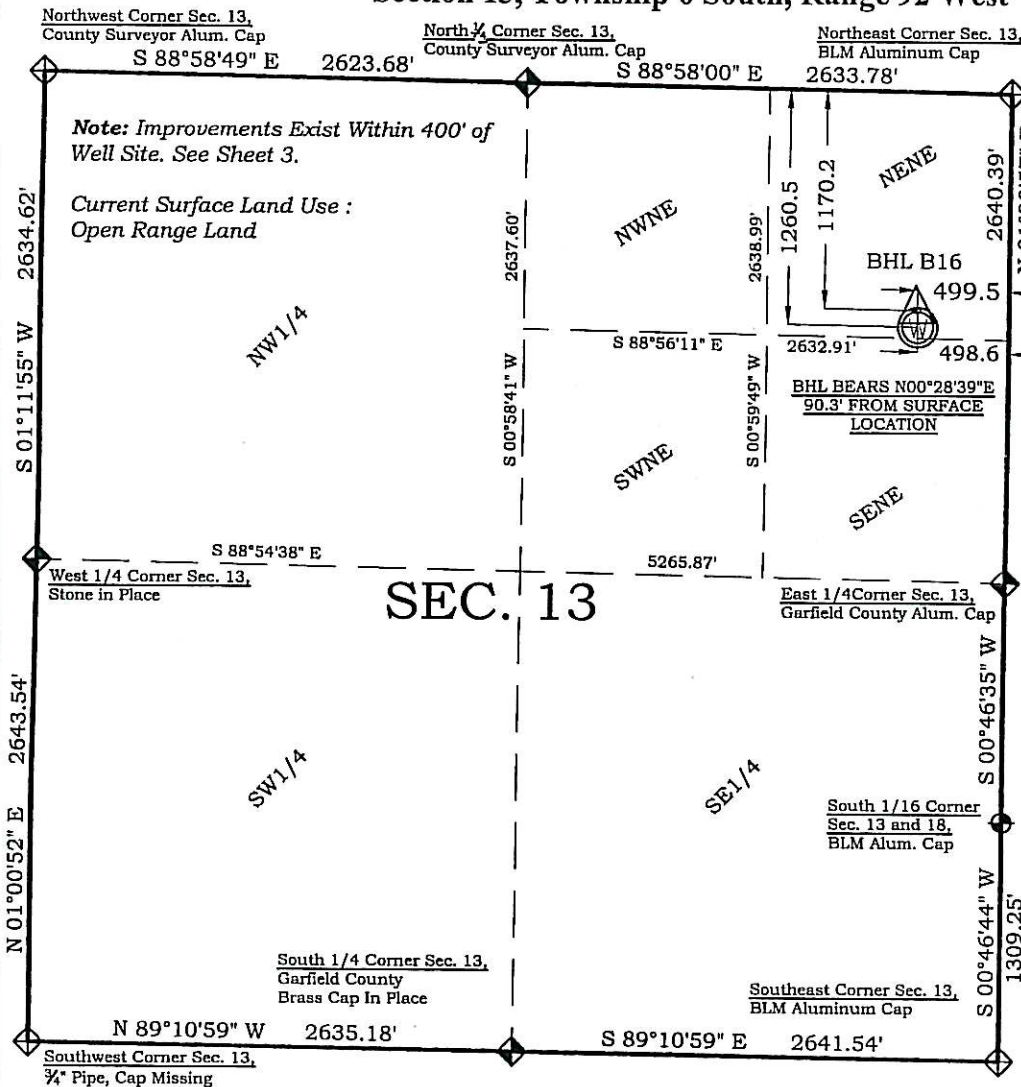 Northwest Corner Sec. 13,
County Surveyor Alum. Cap
North ¼ Corner Sec. 13,
County Surveyor Alum. Cap
Northeast Corner Sec. 13,
BLM Aluminum Cap
S 88°58'49" E 2623.68'
S 88°58'00" E 2633.78'
Note: Improvements Exist Within 400' of
Well Site. See Sheet 3.
Current Surface Land Use :
Open Range Land
S 01°11'55" W 2634.62'
NW1/4
2637.60'
S 00°58'41" W
NWNE
2638.99'
S 00°59'49" W
1260.5
1170.2
NENE
2640.39'
BHL B16
499.5
W
498.6
S 88°56'11" E 2632.91'
BHL BEARS N00°28'39"E
90.3' FROM SURFACE
LOCATION
SWNE
SENE
S 88°54'38" E 5265.87'
West 1/4 Corner Sec. 13,
Stone in Place
SEC. 13
East 1/4Corner Sec. 13,
Garfield County Alum. Cap
N 01°00'52" E 2643.54'
SW1/4
SE1/4
S 00°46'35" W
South 1/16 Corner
Sec. 13 and 18,
BLM Alum. Cap
S 00°46'44" W
1309.25'
South 1/4 Corner Sec. 13,
Garfield County
Brass Cap In Place
Southeast Corner Sec. 13,
BLM Aluminum Cap
N 89°10'59" W 2635.18'
S 89°10'59" E 2641.54'
Southwest Corner Sec. 13,
¾" Pipe, Cap Missing